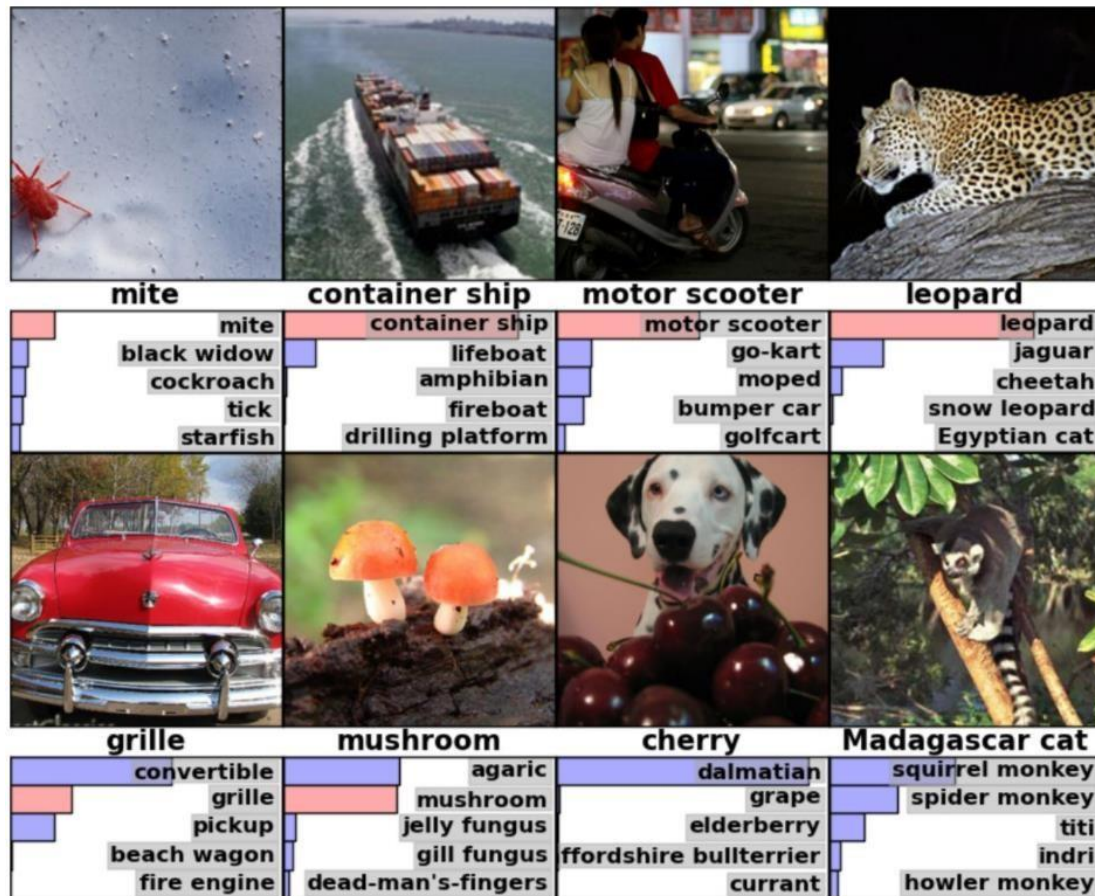 mite
container ship
motor scooter
leopard
mite
black widow
cockroach
tick
starfish
container ship
lifeboat
amphibian
fireboat
drilling platform
motor scooter
go-kart
moped
bumper car
golfcart
leopard
jaguar
cheetah
snow leopard
Egyptian cat
grille
mushroom
cherry
Madagascar cat
convertible
grille
pickup
beach wagon
fire engine
agaric
mushroom
jelly fungus
gill fungus
dead-man's-fingers
dalmatian
grape
elderberry
ffordshire bullterrier
currant
squirrel monkey
spider monkey
titi
indri
howler monkey